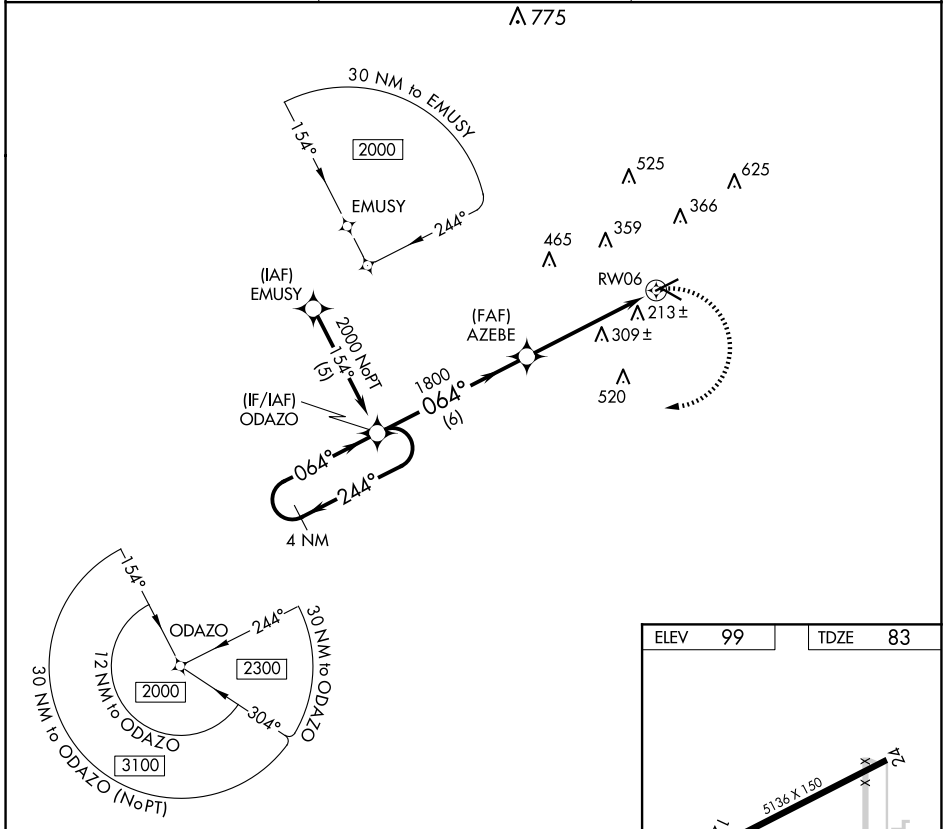 775
30 NM to EMUSY
154°
2000
EMUSY
244°
525
625
366
359
465
RW06
213 ±
309 ±
520
(IAF)
EMUSY
2000 NoPT
154°
(5)
(FAF)
AZEBE
1800
064°
(6)
(IF/IAF)
ODAZO
064°
244°
4 NM
154°
ODAZO
244°
30 NM to ODAZO
2300
2000
12 NM to ODAZO
304°
3100
30 NM to ODAZO (NoPT)
ELEV 99
TDZE 83
24
X
X
5136 X 150